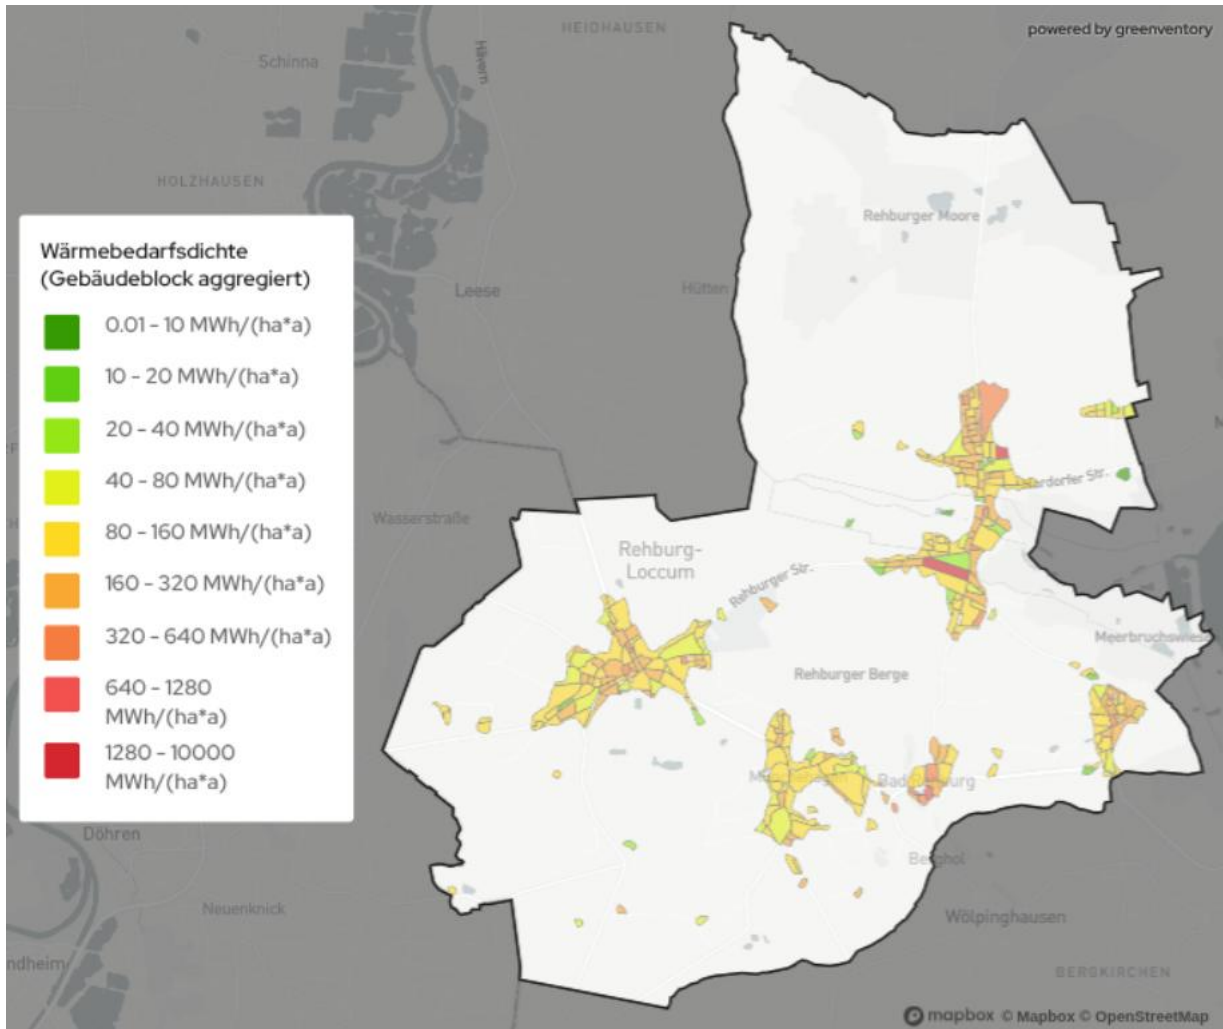 HEIDHAUSEN
powered by greenventory
Schinna
Hävern
HOLZHAUSEN
Rehburger Moore
Wärmebedarfsdichte
(Gebäudeblock aggregiert)
Leese
Hütten
0.01 - 10 MWh/(ha*a)
10 - 20 MWh/(ha*a)
20 - 40 MWh/(ha*a)
40 - 80 MWh/(ha*a)
80 - 160 MWh/(ha*a)
160 - 320 MWh/(ha*a)
320 - 640 MWh/(ha*a)
640 - 1280
MWh/(ha*a)
1280 - 10000
MWh/(ha*a)
Wasserstraße
Rehburg-
Loccum
Rehburger Str.
Meerbruchswies
Rehburger Berge
Döhren
Neuenknick
Wölpinghausen
ndheim
BERGKIRCHEN
mapbox © Mapbox © OpenStreetMap